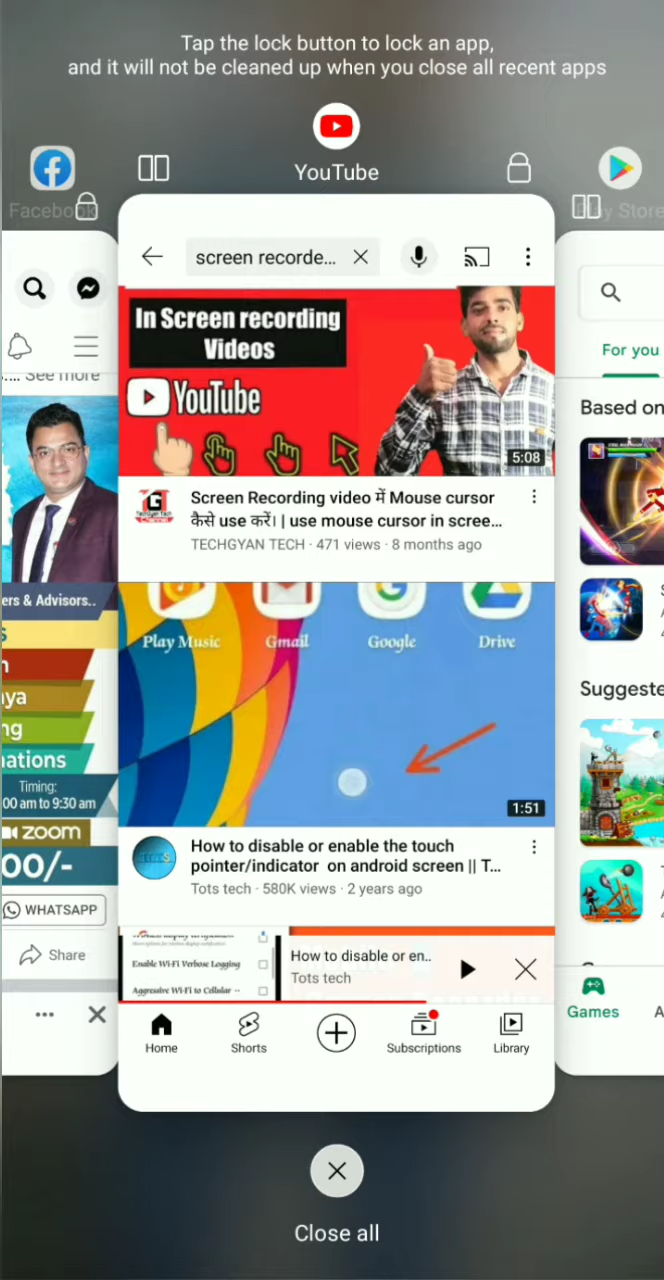 Tap the lock button to lock an app,
and it will not be cleaned up when you close all recent apps
YouTube
Facebook
Play Store
screen recorde...
.... See more
ers & Advisors..
s
n
ya
ng
nations
Timing:
00 am to 9:30 am
zoom
00/-
WHATSAPP
Share
In Screen recording
Videos
YouTube
5:08
G
Screen Recording video में Mouse cursor
कैसे use करें। | use mouse cursor in scree...
TECHGYAN TECH · 471 views · 8 months ago
Play Music
Gmail
Google
Drive
1:51
How to disable or enable the touch
pointer/indicator on android screen || T...
Tots tech · 580K views · 2 years ago
Enable Wi-Fi Verbose Logging
Aggressive Wi-Fi to Cellular
How to disable or en..
Tots tech
Home
Shorts
Subscriptions
Library
For you
Based on
S
Suggeste
T
Games
A
Close all